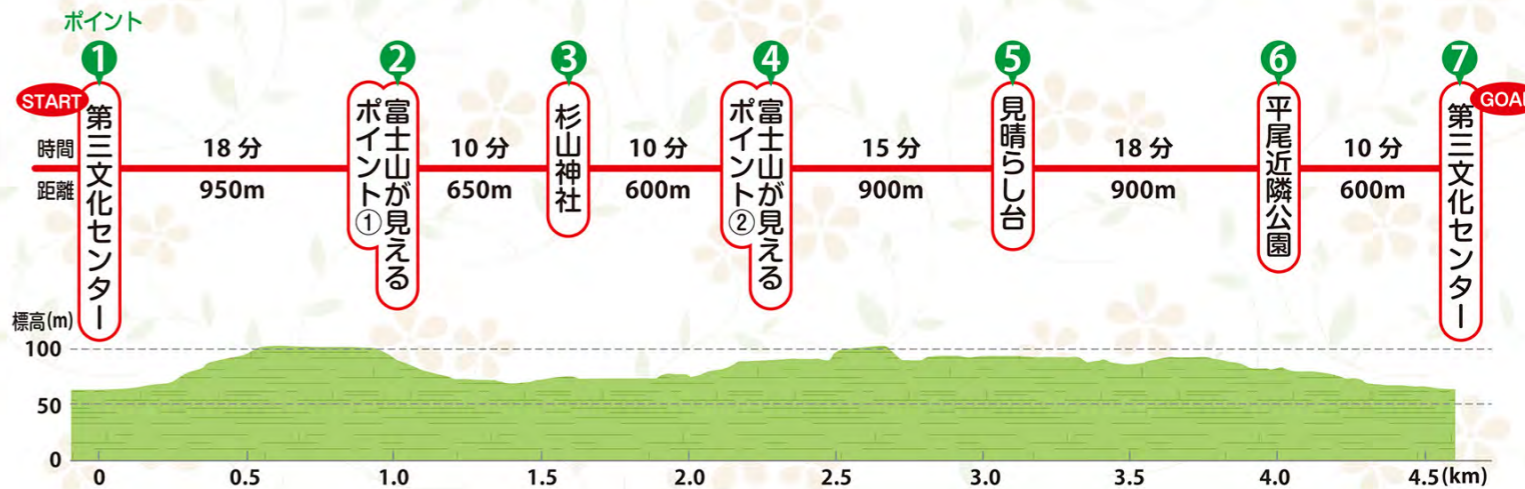 ポイント
1 2 3 4 5 6 7
START
第三文化センター
富士山が見える
ポイント①
杉山神社
富士山が見える
ポイント②
見晴らし台
平尾近隣公園
第三文化センター
GOAL
時間 18分 10分 10分 15分 18分 10分
距離 950m 650m 600m 900m 900m 600m
標高(m)
100
50
0
0 0.5 1.0 1.5 2.0 2.5 3.0 3.5 4.0 4.5(km)